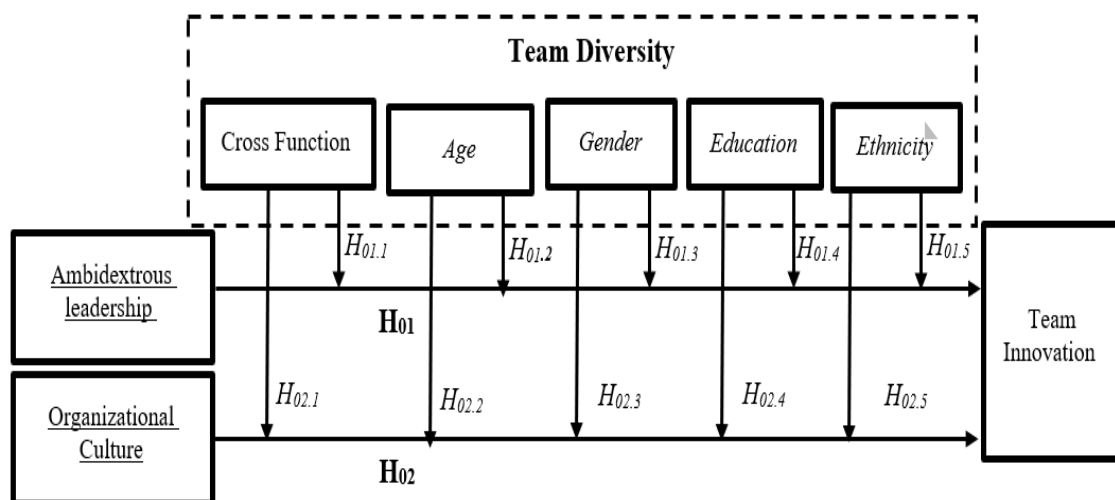 Team Diversity
Cross Function
Age
Gender
Education
Ethnicity
H01.1
H01.2
H01.3
H01.4
H01.5
Ambidextrous
leadership
H01
Team
Innovation
H02.1
H02.2
H02.3
H02.4
H02.5
Organizational
Culture
H02